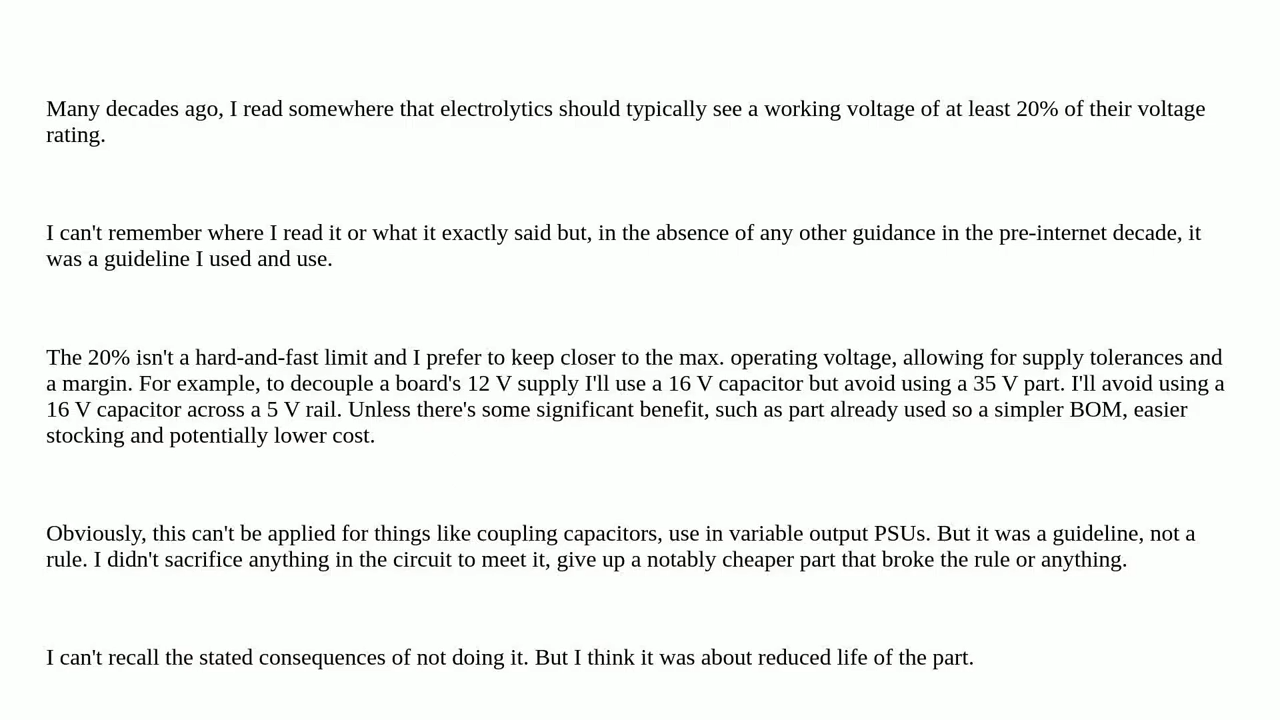 Many decades ago, I read somewhere that electrolytics should typically see a working voltage of at least 20% of their voltage
rating.
I can't remember where I read it or what it exactly said but, in the absence of any other guidance in the pre-internet decade, it
was a guideline I used and use.
The 20% isn't a hard-and-fast limit and I prefer to keep closer to the max. operating voltage, allowing for supply tolerances and
a margin. For example, to decouple a board's 12 V supply I'll use a 16 V capacitor but avoid using a 35 V part. I'll avoid using a
16 V capacitor across a 5 V rail. Unless there's some significant benefit, such as part already used so a simpler BOM, easier
stocking and potentially lower cost.
Obviously, this can't be applied for things like coupling capacitors, use in variable output PSUs. But it was a guideline, not a
rule. I didn't sacrifice anything in the circuit to meet it, give up a notably cheaper part that broke the rule or anything.
I can't recall the stated consequences of not doing it. But I think it was about reduced life of the part.